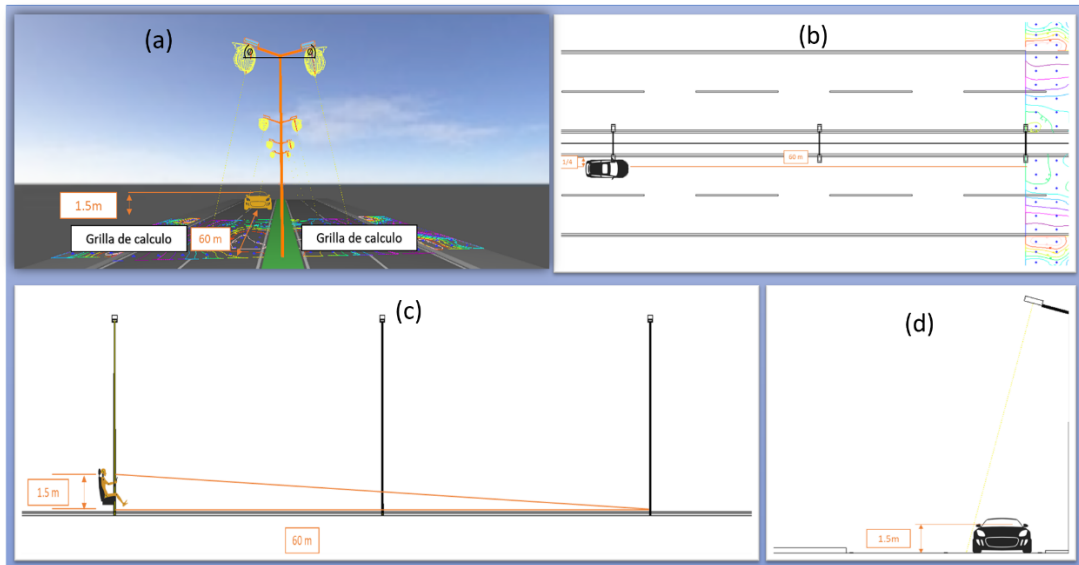 (a)
1.5m
Grilla de calculo
60 m
Grilla de calculo
(b)
1/4
60 m
(c)
1.5 m
60 m
(d)
1.5m